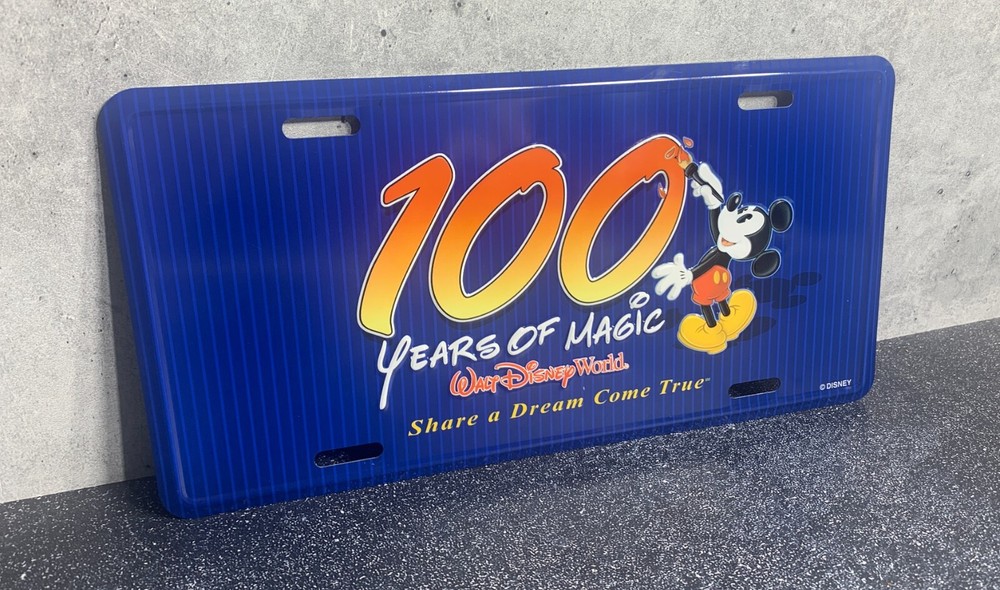 100
YEARS OF MAGIC
WALT DISNEY World.
Share a Dream Come True™
© DISNEY